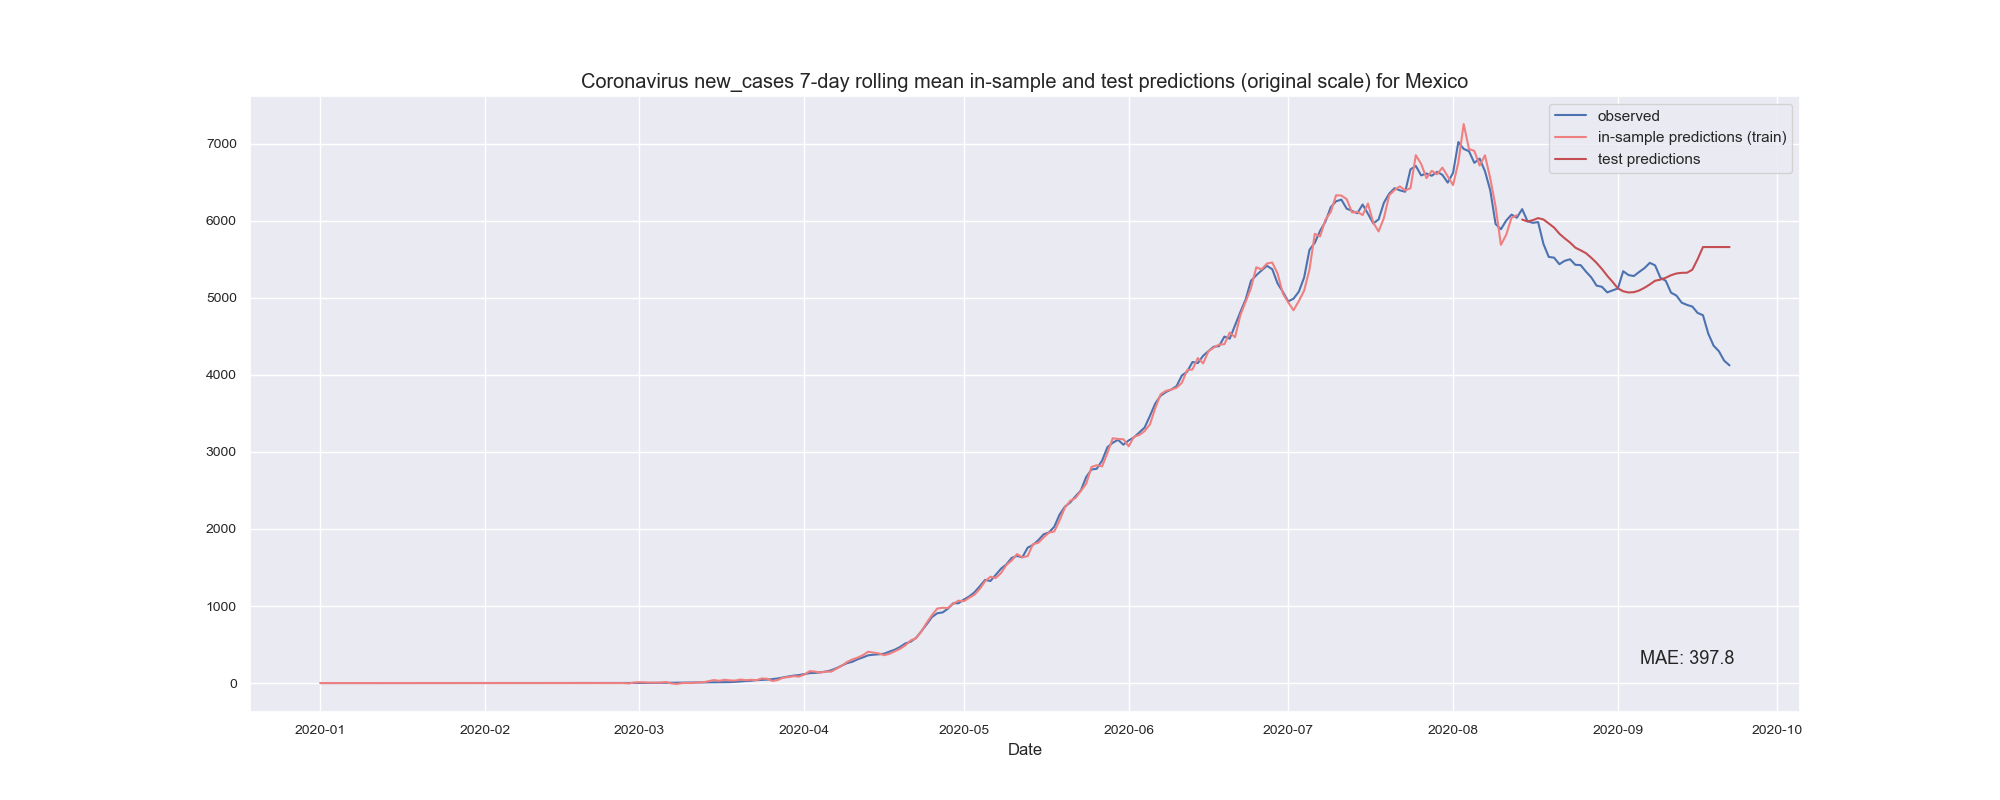 Coronavirus new_cases 7-day rolling mean in-sample and test predictions (original scale) for Mexico
observed
in-sample predictions (train)
test predictions
7000
6000
5000
4000
3000
2000
1000
0
MAE: 397.8
2020-01 2020-02 2020-03 2020-04 2020-05 2020-06 2020-07 2020-08 2020-09 2020-10
Date